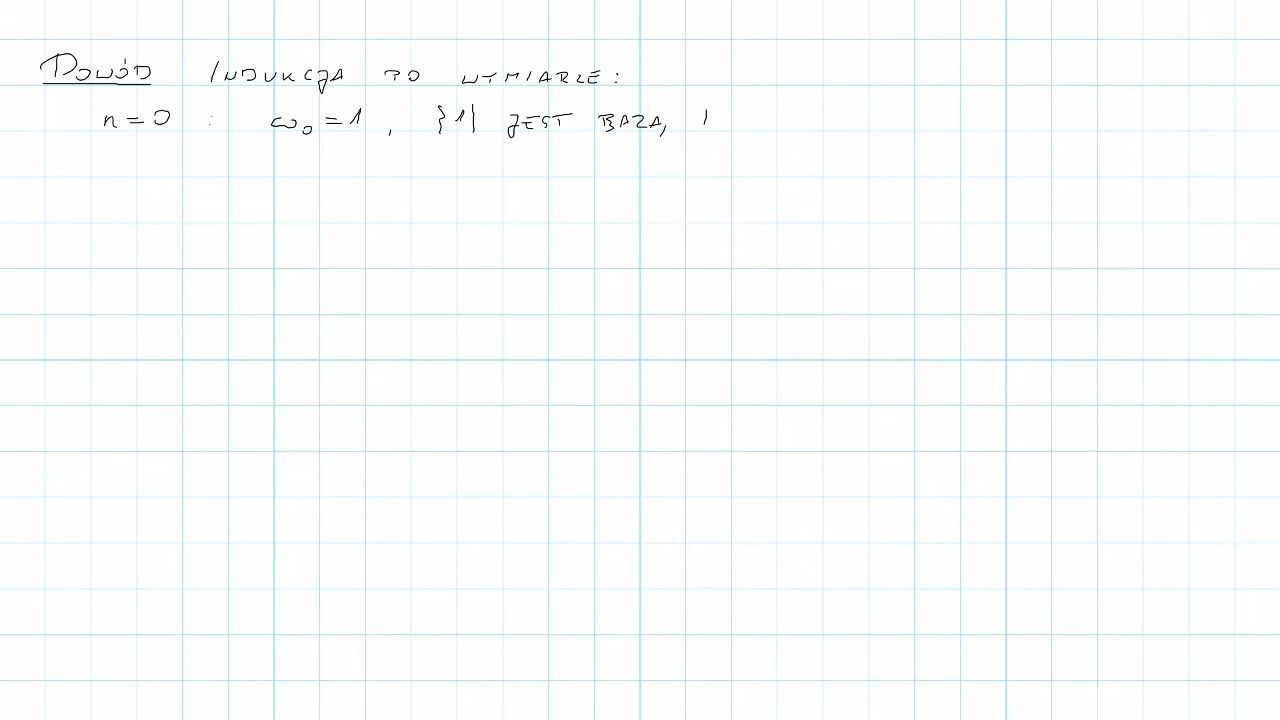 DOWÓD INDUKCJA PO WYMIARZE:
n=0 : ω₀=1, {1} JEST BAZĄ, I